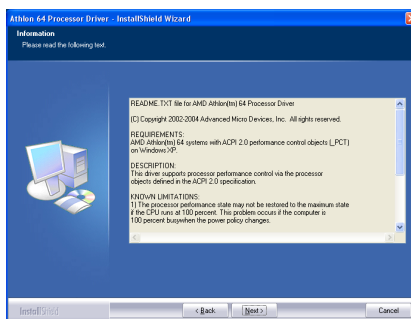 Athlon 64 Processor Driver - InstallShield Wizard
Information
Please read the following text.
README.TXT file for AMD Athlon(tm) 64 Processor Driver
(C) Copyright 2002-2004 Advanced Micro Devices, Inc. All rights reserved.
REQUIREMENTS:
AMD Athlon(tm) 64 systems with ACPI 2.0 performance control objects (_PCT)
on Windows XP.
DESCRIPTION:
This driver supports processor performance control via the processor
objects defined in the ACPI 2.0 specification.
KNOWN LIMITATIONS:
1) The processor performance state may not be restored to the maximum state
if the CPU runs at 100 percent. This problem occurs if the computer is
100 percent busywhen the power policy changes.
InstallShield
< Back
Next >
Cancel